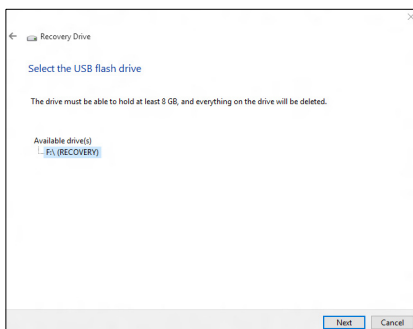 Recovery Drive
Select the USB flash drive
The drive must be able to hold at least 8 GB, and everything on the drive will be deleted.
Available drive(s)
F:\ (RECOVERY)
Next Cancel